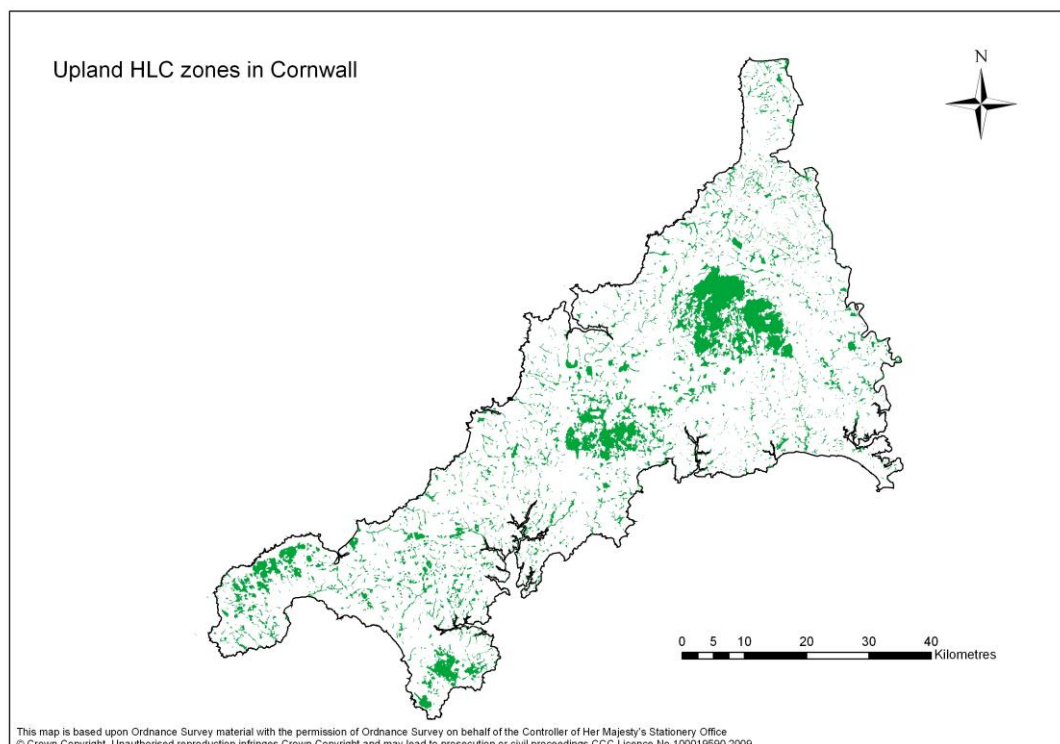 Upland HLC zones in Cornwall
N
0 5 10 20 30 40
Kilometres
This map is based upon Ordnance Survey material with the permission of Ordnance Survey on behalf of the Controller of Her Majesty's Stationery Office
© Crown Copyright. Unauthorised reproduction infringes Crown Copyright and may lead to prosecution or civil proceedings CCC Licence No 100019590 2009